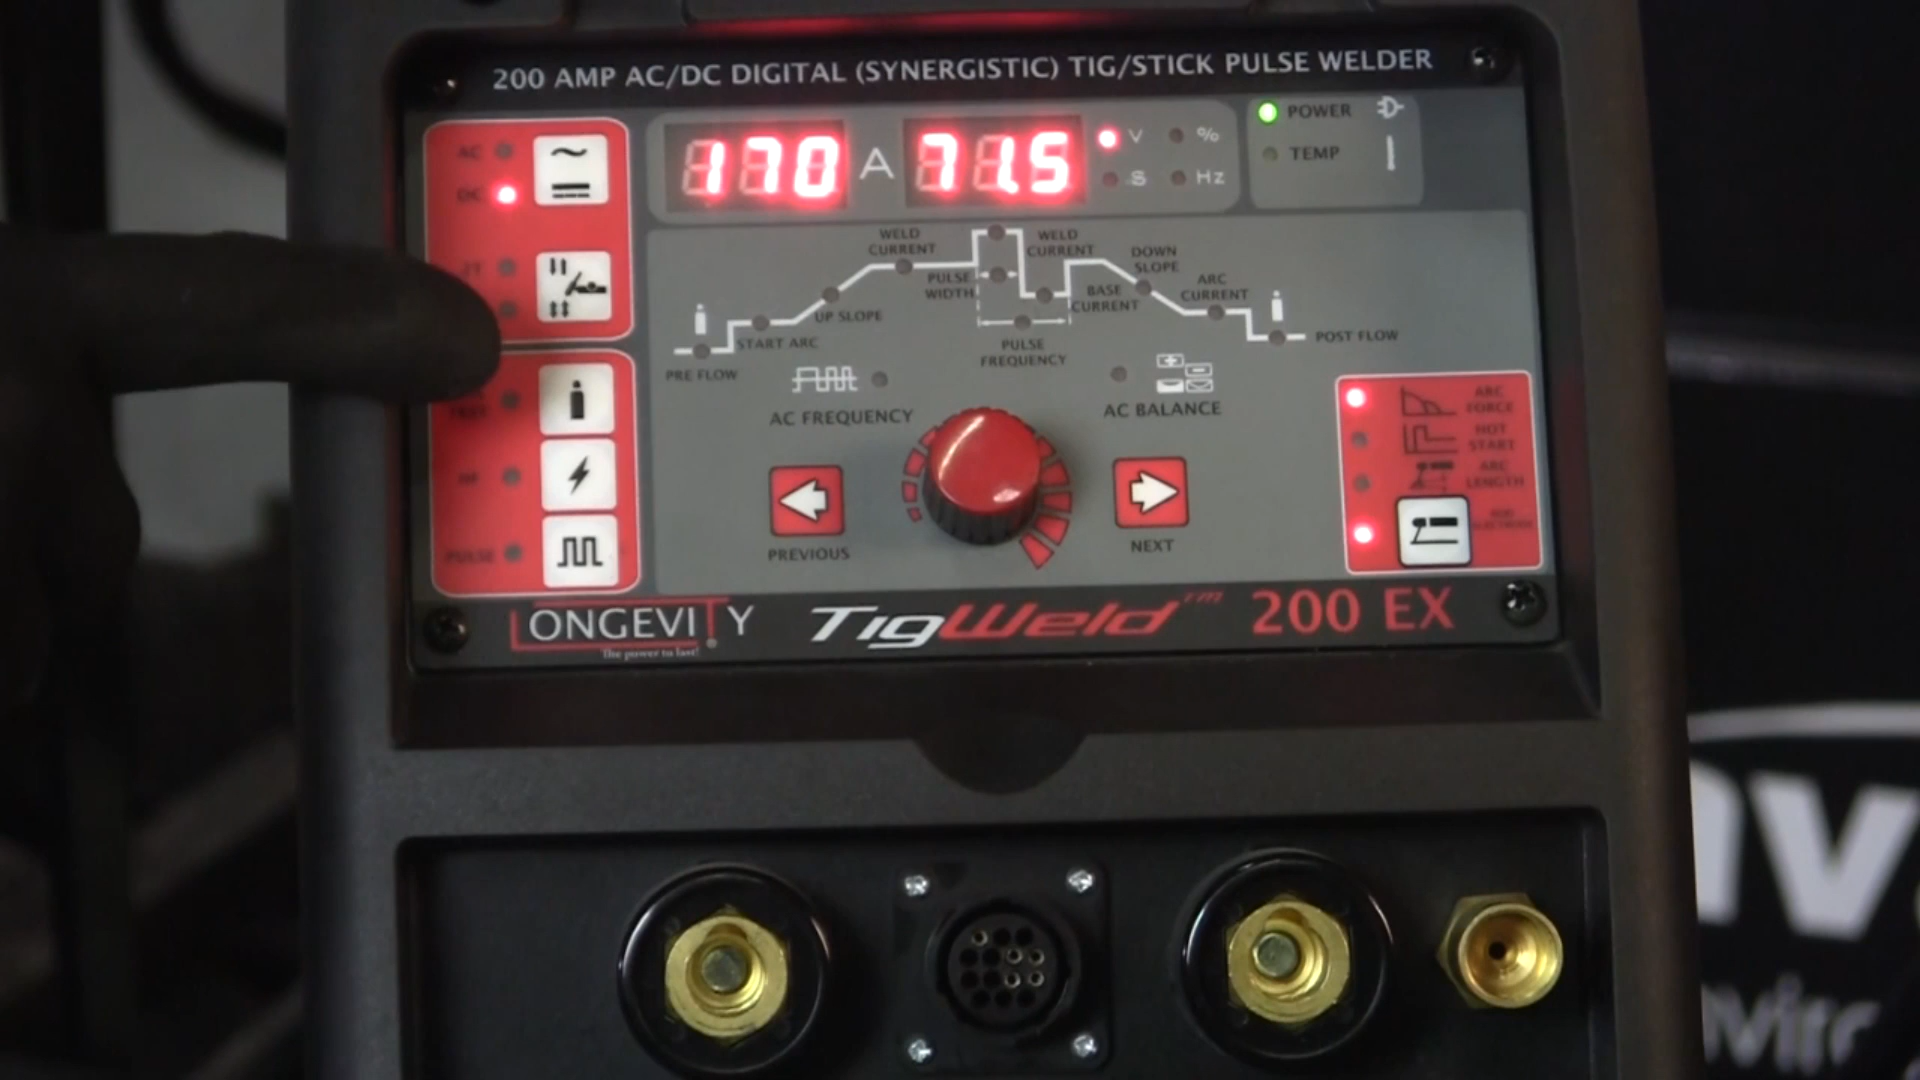 200 AMP AC/DC DIGITAL (SYNERGISTIC) TIG/STICK PULSE WELDER
AC
DC
170 A 71.5
V %
S Hz
POWER
TEMP
WELD CURRENT
WELD CURRENT
PULSE WIDTH
BASE CURRENT
DOWN SLOPE
ARC CURRENT
UP SLOPE
START ARC
PRE FLOW
PULSE FREQUENCY
POST FLOW
AC FREQUENCY
AC BALANCE
PREVIOUS
NEXT
2T
HF
PULSE
ARC FORCE
HOT START
ARC LENGTH
LONGEVITY
The power to last!
TigWeld™ 200 EX